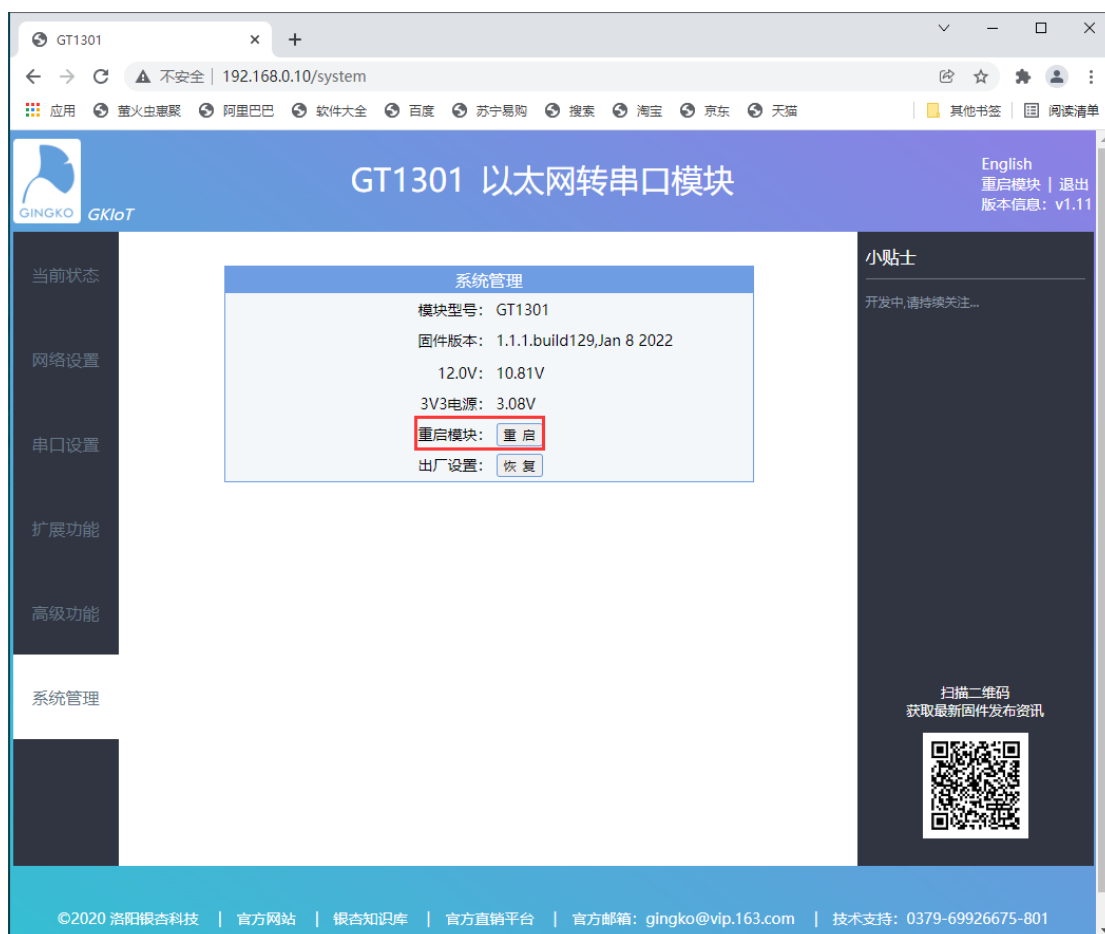 GT1301
不安全 | 192.168.0.10/system
应用 萤火虫惠聚 阿里巴巴 软件大全 百度 苏宁易购 搜索 淘宝 京东 天猫 其他书签 阅读清单
GINGKO GKIoT
GT1301 以太网转串口模块
English
重启模块 | 退出
版本信息：v1.11
当前状态
网络设置
串口设置
扩展功能
高级功能
系统管理
系统管理
模块型号： GT1301
固件版本： 1.1.1.build129,Jan 8 2022
12.0V： 10.81V
3V3电源： 3.08V
重启模块： 重 启
出厂设置： 恢 复
小贴士
开发中,请持续关注...
扫描二维码
获取最新固件发布资讯
©2020 洛阳银杏科技 | 官方网站 | 银杏知识库 | 官方直销平台 | 官方邮箱：gingko@vip.163.com | 技术支持：0379-69926675-801